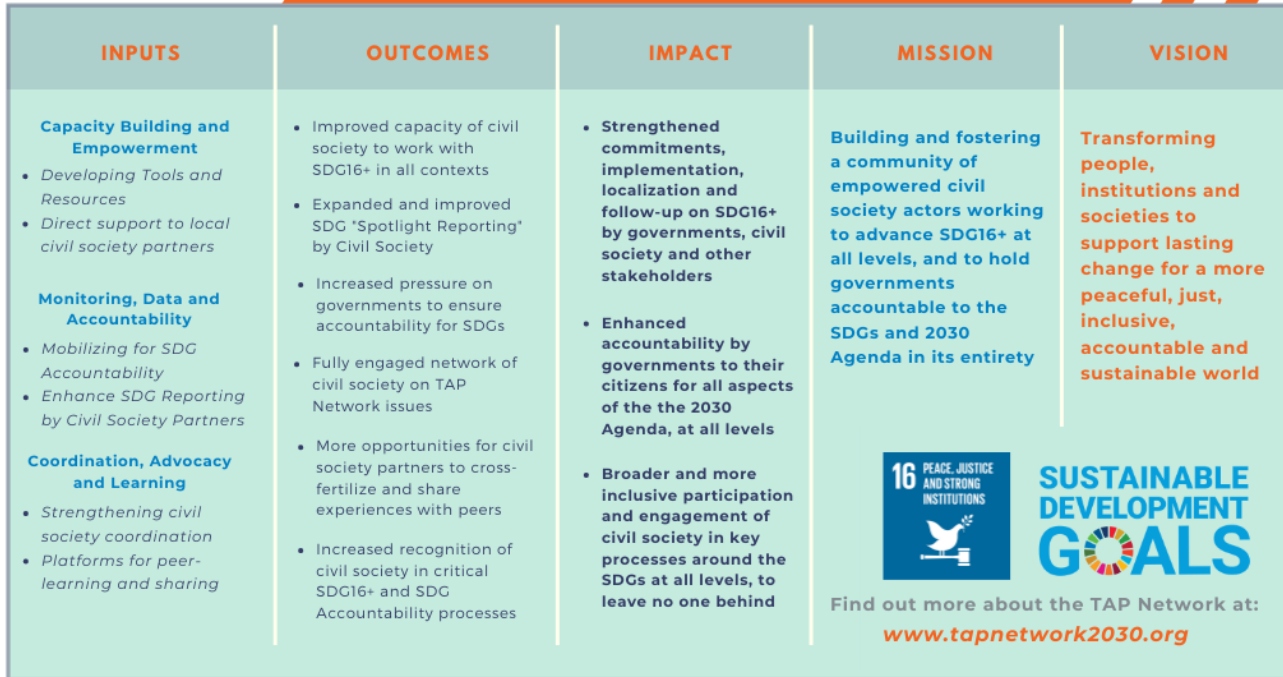 INPUTS
Capacity Building and
Empowerment
• Developing Tools and
Resources
• Direct support to local
civil society partners
Monitoring, Data and
Accountability
• Mobilizing for SDG
Accountability
• Enhance SDG Reporting
by Civil Society Partners
Coordination, Advocacy
and Learning
• Strengthening civil
society coordination
• Platforms for peer-
learning and sharing
OUTCOMES
• Improved capacity of civil
society to work with
SDG16+ in all contexts
• Expanded and improved
SDG "Spotlight Reporting"
by Civil Society
• Increased pressure on
governments to ensure
accountability for SDGs
• Fully engaged network of
civil society on TAP
Network issues
• More opportunities for civil
society partners to cross-
fertilize and share
experiences with peers
• Increased recognition of
civil society in critical
SDG16+ and SDG
Accountability processes
IMPACT
• Strengthened
commitments,
implementation,
localization and
follow-up on SDG16+
by governments, civil
society and other
stakeholders
• Enhanced
accountability by
governments to their
citizens for all aspects
of the the 2030
Agenda, at all levels
• Broader and more
inclusive participation
and engagement of
civil society in key
processes around the
SDGs at all levels, to
leave no one behind
MISSION
Building and fostering
a community of
empowered civil
society actors working
to advance SDG16+ at
all levels, and to hold
governments
accountable to the
SDGs and 2030
Agenda in its entirety
VISION
Transforming
people,
institutions and
societies to
support lasting
change for a more
peaceful, just,
inclusive,
accountable and
sustainable world
16 PEACE, JUSTICE
AND STRONG
INSTITUTIONS
SUSTAINABLE
DEVELOPMENT
GOALS
Find out more about the TAP Network at:
www.tapnetwork2030.org